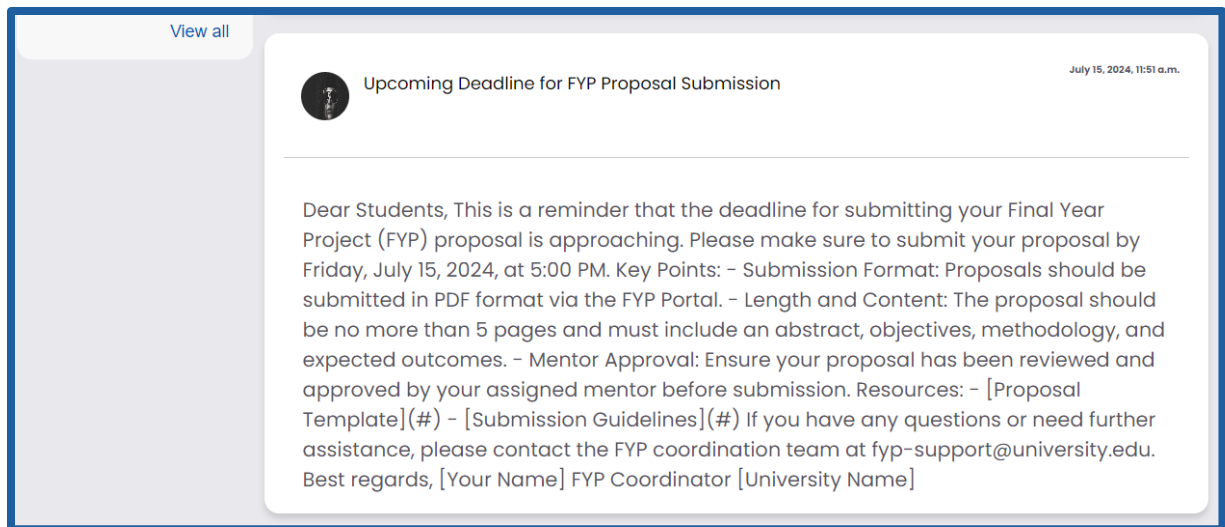 View all
Upcoming Deadline for FYP Proposal Submission
July 15, 2024, 11:51 a.m.
Dear Students, This is a reminder that the deadline for submitting your Final Year
Project (FYP) proposal is approaching. Please make sure to submit your proposal by
Friday, July 15, 2024, at 5:00 PM. Key Points: - Submission Format: Proposals should be
submitted in PDF format via the FYP Portal. - Length and Content: The proposal should
be no more than 5 pages and must include an abstract, objectives, methodology, and
expected outcomes. - Mentor Approval: Ensure your proposal has been reviewed and
approved by your assigned mentor before submission. Resources: - [Proposal
Template](#) - [Submission Guidelines](#) If you have any questions or need further
assistance, please contact the FYP coordination team at fyp-support@university.edu.
Best regards, [Your Name] FYP Coordinator [University Name]